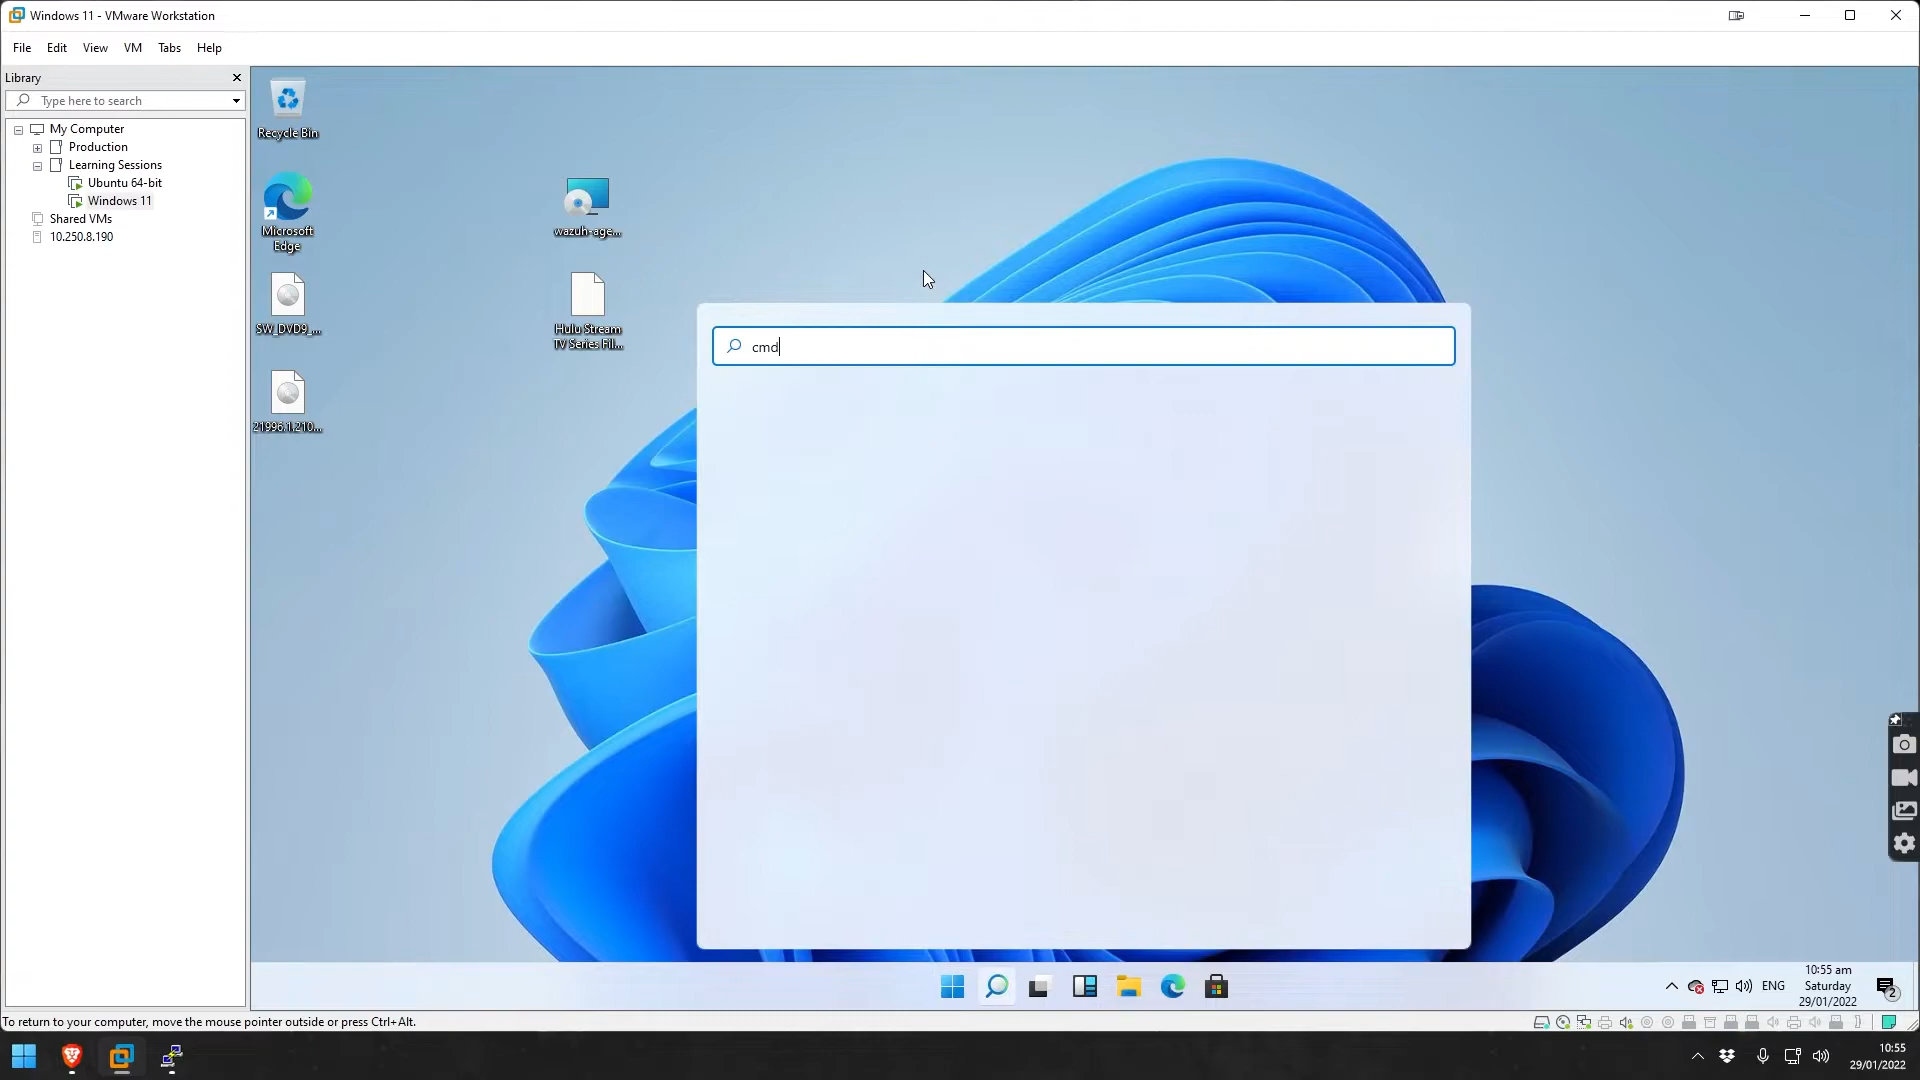 Windows 11 - VMware Workstation
File Edit View VM Tabs Help
Library
Type here to search
My Computer
Production
Learning Sessions
Ubuntu 64-bit
Windows 11
Shared VMs
10.250.8.190
Recycle Bin
Microsoft
Edge
SW_DVD9_...
21996.1.210...
wazuh-age...
Hulu Stream
TV Series Fil...
cmd
ENG
10:55 am
Saturday
29/01/2022
2
To return to your computer, move the mouse pointer outside or press Ctrl+Alt.
10:55
29/01/2022